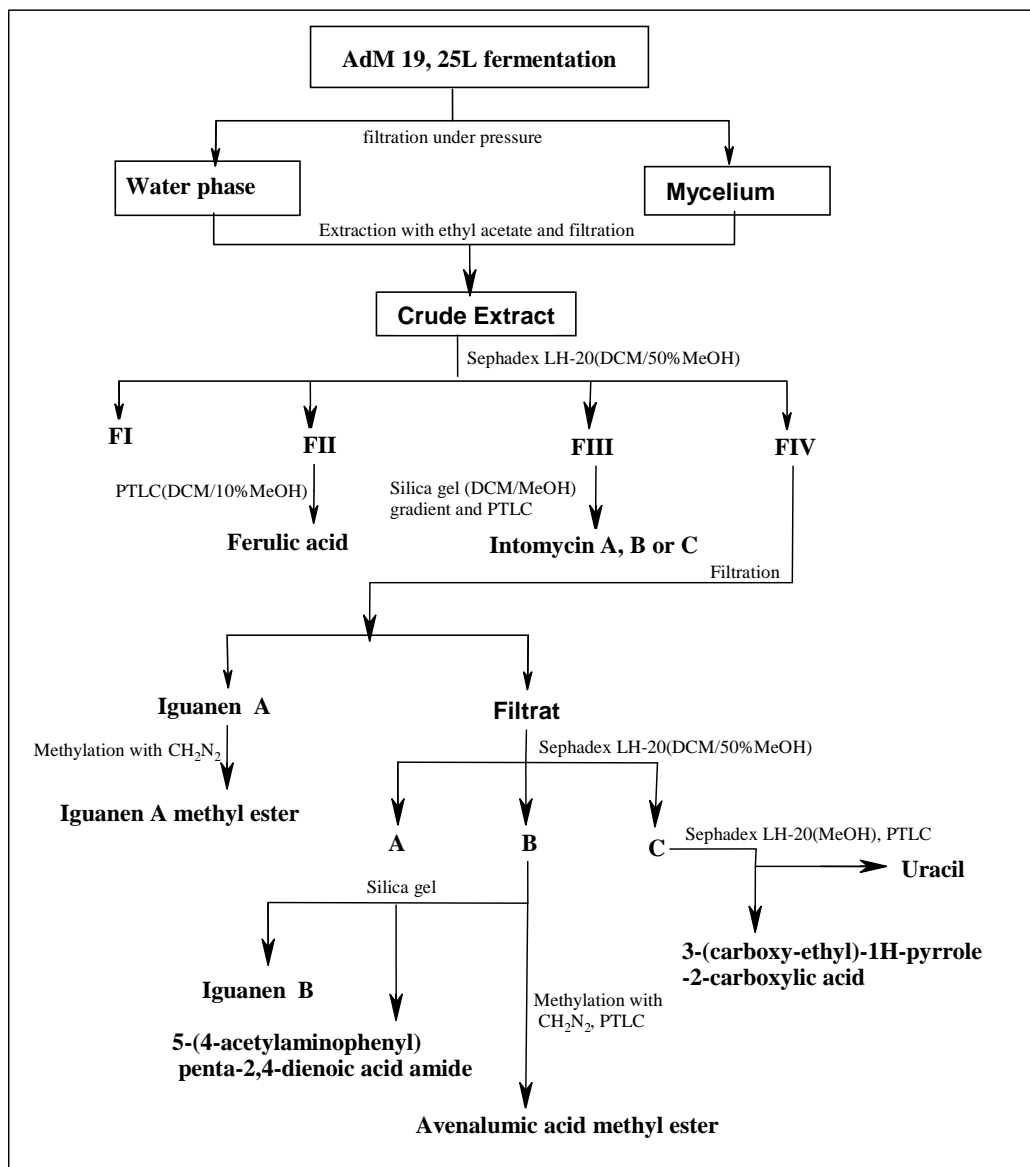 AdM 19, 25L fermentation
filtration under pressure
Water phase
Mycelium
Extraction with ethyl acetate and filtration
Crude Extract
Sephadex LH-20(DCM/50%MeOH)
FI
FII
FIII
FIV
PTLC(DCM/10%MeOH)
Silica gel (DCM/MeOH)
gradient and PTLC
Ferulic acid
Intomycin A, B or C
Filtration
Iguanen A
Filtrat
Methylation with CH₂N₂
Sephadex LH-20(DCM/50%MeOH)
Iguanen A methyl ester
A
B
C
Sephadex LH-20(MeOH), PTLC
Uracil
Silica gel
3-(carboxy-ethyl)-1H-pyrrole
-2-carboxylic acid
Iguanen B
Methylation with
CH₂N₂, PTLC
5-(4-acetylaminophenyl)
penta-2,4-dienoic acid amide
Avenalumic acid methyl ester